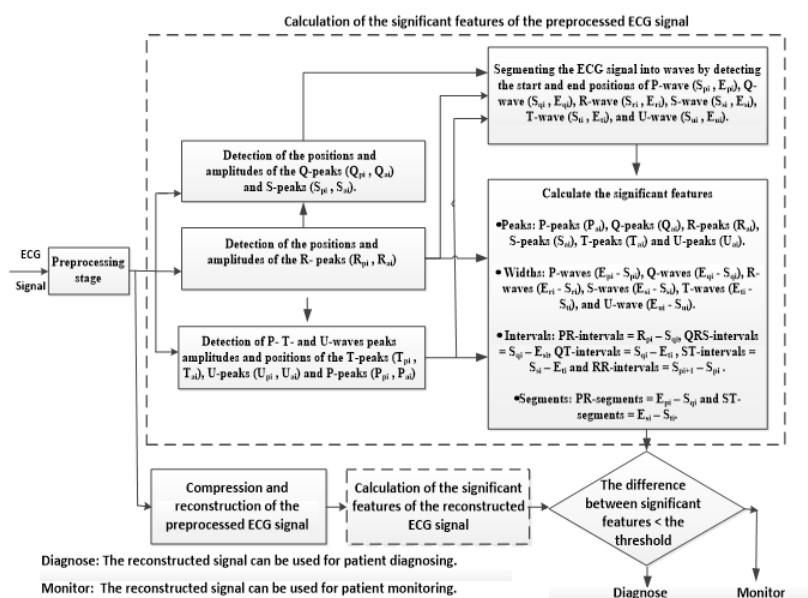 Calculation of the significant features of the preprocessed ECG signal
Segmenting the ECG signal into waves by detecting
the start and end positions of P-wave (Spi , Epi), Q-
wave (Sqi , Eqi), R-wave (Sri , Eri), S-wave (Ssi , Esi),
T-wave (Sti , Eti), and U-wave (Sui , Eui).
Detection of the positions and
amplitudes of the Q-peaks (Qpi , Qai)
and S-peaks (Spi , Sai).
Detection of the positions and
amplitudes of the R- peaks (Rpi , Rai)
Detection of P- T- and U-waves peaks
amplitudes and positions of the T-peaks (Tpi ,
Tai), U-peaks (Upi , Uai) and P-peaks (Ppi , Pai)
ECG
Signal
Preprocessing
stage
Calculate the significant features
•Peaks: P-peaks (Pai), Q-peaks (Qai), R-peaks (Rai),
S-peaks (Sai), T-peaks (Tai) and U-peaks (Uai).
• Widths: P-waves (Epi - Spi), Q-waves (Eqi - Sqi), R-
waves (Eri - Sri), S-waves (Esi - Ssi), T-waves (Eti -
Sti), and U-wave (Eui - Sui).
• Intervals: PR-intervals = Rpi – Sqi, QRS-intervals
= Sqi – Esi, QT-intervals = Sqi – Eti, ST-intervals =
Ssi – Eti and RR-intervals = Spi+1 – Spi .
•Segments: PR-segments = Epi – Sqi and ST-
segments = Esi – Sti.
Compression and
reconstruction of the
preprocessed ECG signal
Calculation of the significant
features of the reconstructed
ECG signal
The difference
between significant
features < the
threshold
Diagnose: The reconstructed signal can be used for patient diagnosing.
Monitor: The reconstructed signal can be used for patient monitoring.
Diagnose
Monitor